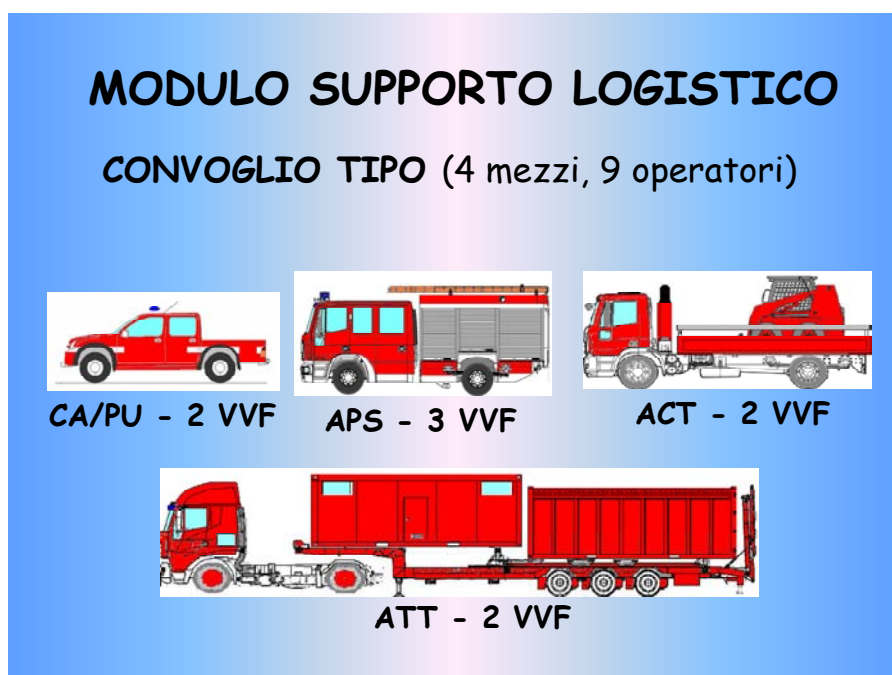 MODULO SUPPORTO LOGISTICO
CONVOGLIO TIPO (4 mezzi, 9 operatori)
CA/PU - 2 VVF
APS - 3 VVF
ACT - 2 VVF
ATT - 2 VVF